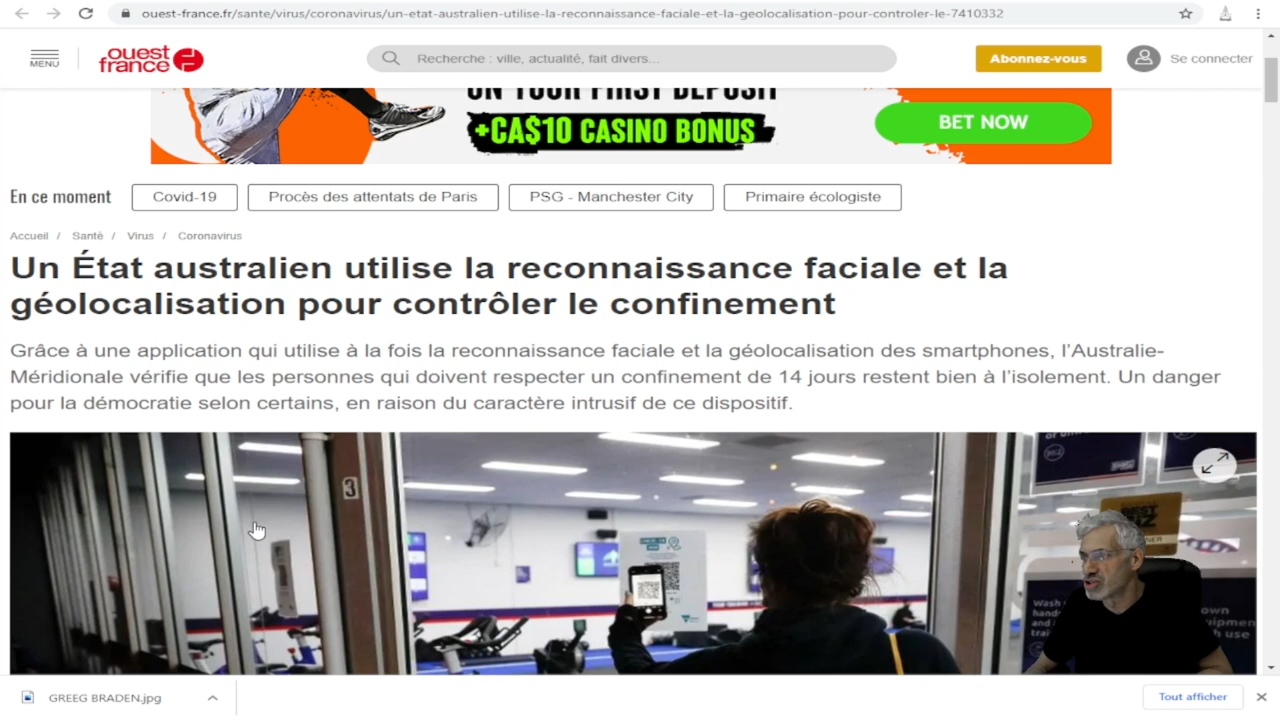 ouest-france.fr/sante/virus/coronavirus/un-etat-australien-utilise-la-reconnaissance-faciale-et-la-geolocalisation-pour-controler-le-7410332
MENU
ouest
france
Recherche : ville, actualité, fait divers...
Abonnez-vous
Se connecter
ON YOUR FIRST DEPOSIT
+CA$10 CASINO BONUS
BET NOW
En ce moment
Covid-19
Procès des attentats de Paris
PSG - Manchester City
Primaire écologiste
Accueil / Santé / Virus / Coronavirus
Un État australien utilise la reconnaissance faciale et la
géolocalisation pour contrôler le confinement
Grâce à une application qui utilise à la fois la reconnaissance faciale et la géolocalisation des smartphones, l’Australie-
Méridionale vérifie que les personnes qui doivent respecter un confinement de 14 jours restent bien à l’isolement. Un danger
pour la démocratie selon certains, en raison du caractère intrusif de ce dispositif.
3
Wash
GREEG BRADEN.jpg
Tout afficher